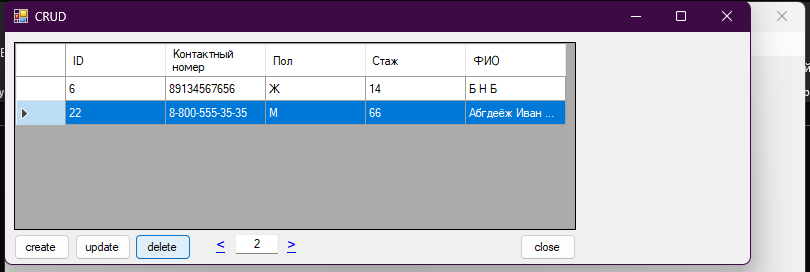 CRUD
ID Контактный номер Пол Стаж ФИО
6 89134567656 Ж 14 Б Н Б
22 8-800-555-35-35 М 66 Абгдеёж Иван ...
create update delete < 2 > close